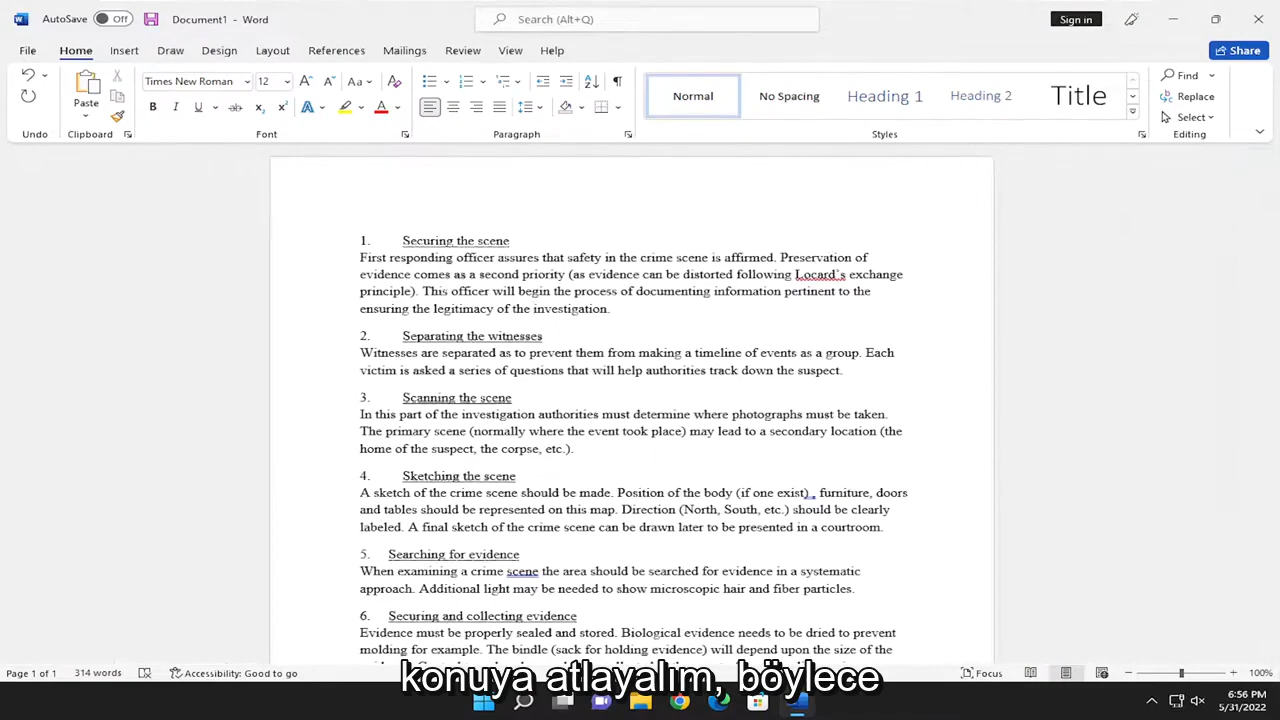 AutoSave Off Document1 - Word Search (Alt+Q) Sign in
File Home Insert Draw Design Layout References Mailings Review View Help Share
Times New Roman 12 Aa Find
Paste Normal No Spacing Heading 1 Heading 2 Title Replace
B I U ab x₂ x² A A Select
Undo Clipboard Font Paragraph Styles Editing
1. Securing the scene
First responding officer assures that safety in the crime scene is affirmed. Preservation of
evidence comes as a second priority (as evidence can be distorted following Locard`s exchange
principle). This officer will begin the process of documenting information pertinent to the
ensuring the legitimacy of the investigation.
2. Separating the witnesses
Witnesses are separated as to prevent them from making a timeline of events as a group. Each
victim is asked a series of questions that will help authorities track down the suspect.
3. Scanning the scene
In this part of the investigation authorities must determine where photographs must be taken.
The primary scene (normally where the event took place) may lead to a secondary location (the
home of the suspect, the corpse, etc.).
4. Sketching the scene
A sketch of the crime scene should be made. Position of the body (if one exist) , furniture, doors
and tables should be represented on this map. Direction (North, South, etc.) should be clearly
labeled. A final sketch of the crime scene can be drawn later to be presented in a courtroom.
5. Searching for evidence
When examining a crime scene the area should be searched for evidence in a systematic
approach. Additional light may be needed to show microscopic hair and fiber particles.
6. Securing and collecting evidence
Evidence must be properly sealed and stored. Biological evidence needs to be dried to prevent
molding for example. The bindle (sack for holding evidence) will depend upon the size of the
Page 1 of 1 314 words Accessibility: Good to go Focus 100%
konuya atlayalım, böylece
6:56 PM
5/31/2022